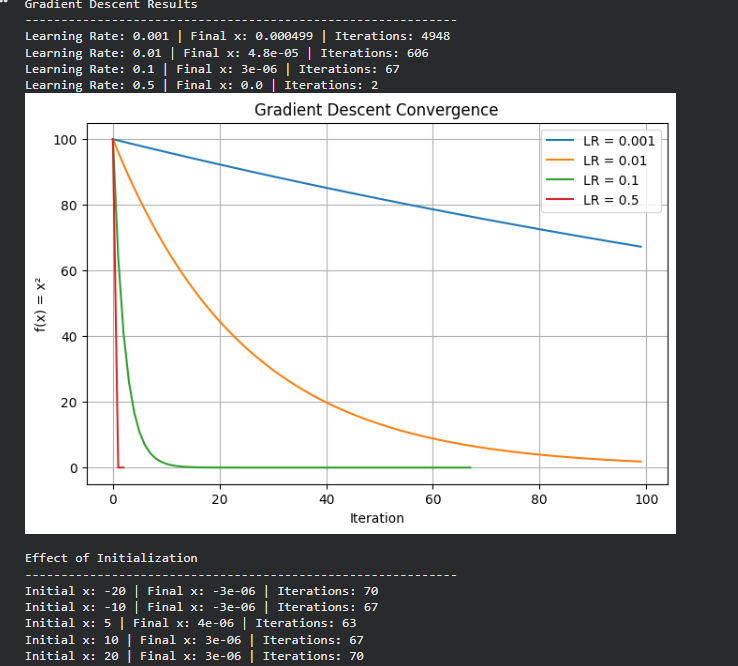 Gradient Descent Results
------------------------------------------------------------
Learning Rate: 0.001 | Final x: 0.000499 | Iterations: 4948
Learning Rate: 0.01 | Final x: 4.8e-05 | Iterations: 606
Learning Rate: 0.1 | Final x: 3e-06 | Iterations: 67
Learning Rate: 0.5 | Final x: 0.0 | Iterations: 2
Gradient Descent Convergence
LR = 0.001
LR = 0.01
LR = 0.1
LR = 0.5
f(x) = x²
100
80
60
40
20
0
0 20 40 60 80 100
Iteration
Effect of Initialization
------------------------------------------------------------
Initial x: -20 | Final x: -3e-06 | Iterations: 70
Initial x: -10 | Final x: -3e-06 | Iterations: 67
Initial x: 5 | Final x: 4e-06 | Iterations: 63
Initial x: 10 | Final x: 3e-06 | Iterations: 67
Initial x: 20 | Final x: 3e-06 | Iterations: 70